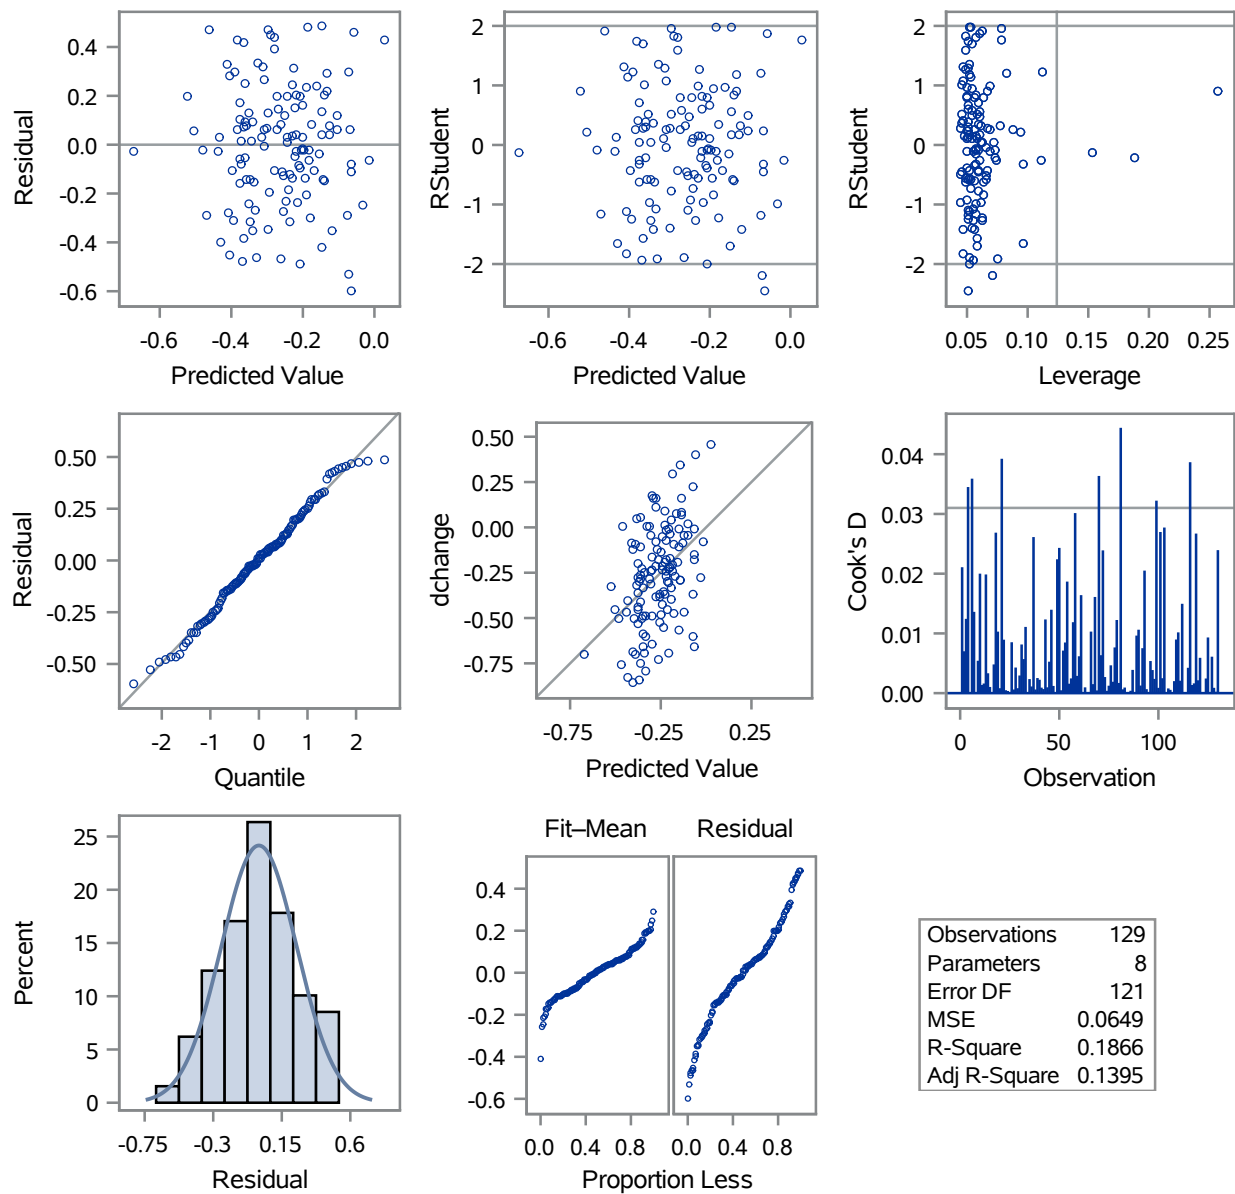 0.4
0.2
0.0
-0.2
-0.4
-0.6
Residual
-0.6 -0.4 -0.2 0.0
Predicted Value
2
1
0
-1
-2
RStudent
-0.6 -0.4 -0.2 0.0
Predicted Value
2
1
0
-1
-2
RStudent
0.05 0.10 0.15 0.20 0.25
Leverage
0.50
0.25
0.00
-0.25
-0.50
Residual
-2 -1 0 1 2
Quantile
0.50
0.25
0.00
-0.25
-0.50
-0.75
dchange
-0.75 -0.25 0.25
Predicted Value
0.04
0.03
0.02
0.01
0.00
Cook's D
0 50 100
Observation
25
20
15
10
5
0
Percent
-0.75 -0.3 0.15 0.6
Residual
Fit–Mean Residual
0.4
0.2
0.0
-0.2
-0.4
-0.6
0.0 0.4 0.8 0.0 0.4 0.8
Proportion Less
Observations 129
Parameters 8
Error DF 121
MSE 0.0649
R-Square 0.1866
Adj R-Square 0.1395